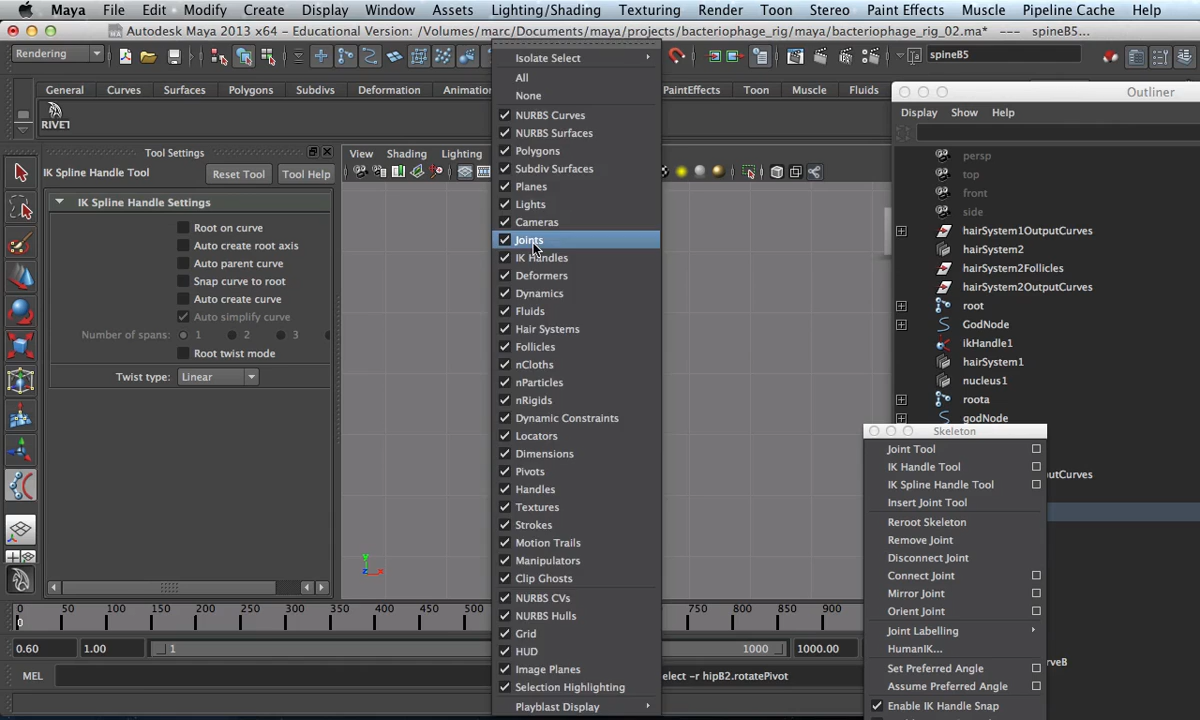 File Edit Modify Create Display Window Assets Lighting/Shading Texturing Render Toon Stereo Paint Effects Muscle Pipeline Cache Help
Autodesk Maya 2013 x64 - Educational Version: /Volumes/marc/Documents/maya/projects/bacteriophage_rig/maya/bacteriophage_rig_02.ma* --- spineB5...
Rendering
spineB5
General Curves Surfaces Polygons Subdivs Deformation Animation
PaintEffects Toon Muscle Fluids
RIVET
Tool Settings
IK Spline Handle Tool
Reset Tool Tool Help
IK Spline Handle Settings
Root on curve
Auto create root axis
Auto parent curve
Snap curve to root
Auto create curve
Auto simplify curve
Number of spans: 1 2 3
Root twist mode
Twist type: Linear
View Shading Lighting
Isolate Select
All
None
NURBS Curves
NURBS Surfaces
Polygons
Subdiv Surfaces
Planes
Lights
Cameras
Joints
IK Handles
Deformers
Dynamics
Fluids
Hair Systems
Follicles
nCloths
nParticles
nRigids
Dynamic Constraints
Locators
Dimensions
Pivots
Handles
Textures
Strokes
Motion Trails
Manipulators
Clip Ghosts
NURBS CVs
NURBS Hulls
Grid
HUD
Image Planes
Selection Highlighting
Playblast Display
Outliner
Display Show Help
persp
top
front
side
hairSystem1OutputCurves
hairSystem2
hairSystem2Follicles
hairSystem2OutputCurves
root
GodNode
ikHandle1
hairSystem1
nucleus1
roota
godNode
utCurves
rveB
Skeleton
Joint Tool
IK Handle Tool
IK Spline Handle Tool
Insert Joint Tool
Reroot Skeleton
Remove Joint
Disconnect Joint
Connect Joint
Mirror Joint
Orient Joint
Joint Labelling
HumanIK...
Set Preferred Angle
Assume Preferred Angle
Enable IK Handle Snap
y
z
0 50 100 150 200 250 300 350 400 450 500
750 800 850 900
0
0.60 1.00 1 1000 1000.00
MEL
elect -r hipB2.rotatePivot